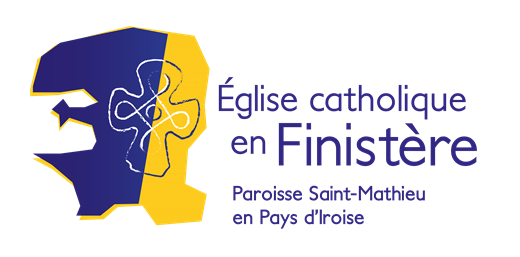 Église catholique
en Finistère
Paroisse Saint-Mathieu
en Pays d'Iroise